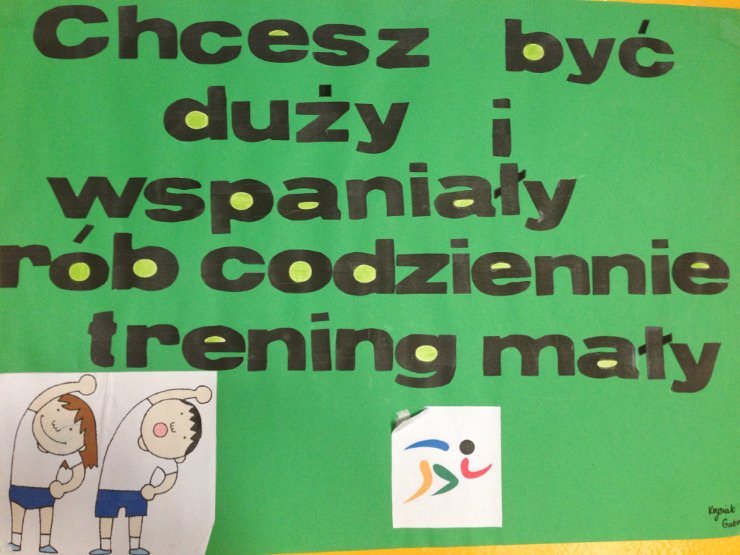 Chcesz być
duży i
wspaniały
rób codziennie
trening mały